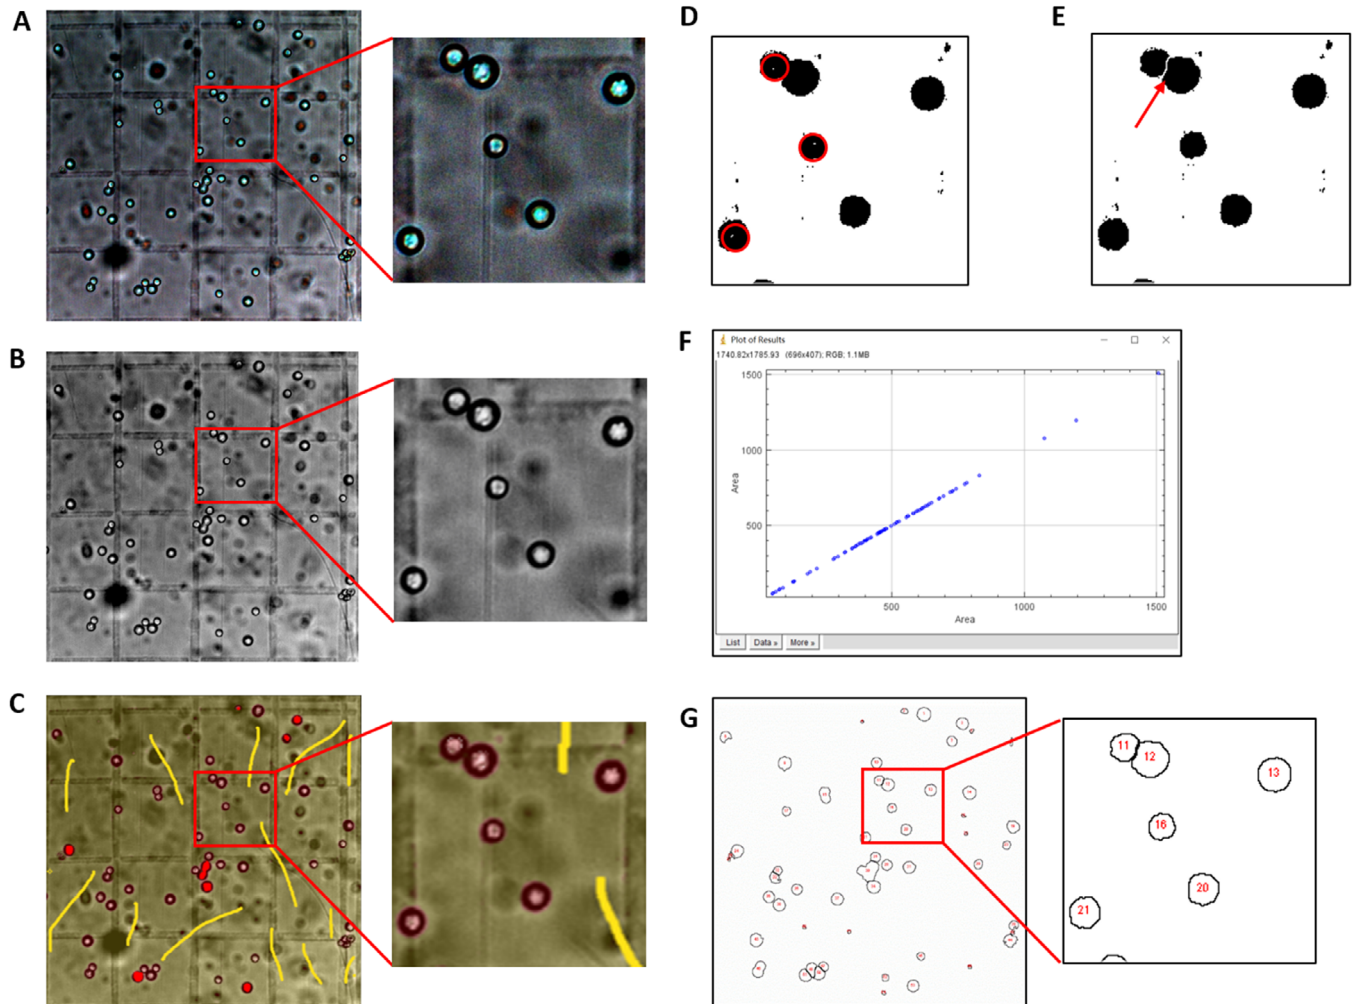 A
B
C
D
E
F
Plot of Results
1740.82x1785.93 (696x407); RGB; 1.1MB
1500
1000
500
Area
500
1000
1500
Area
List
Data »
More »
G
11
12
13
16
20
21